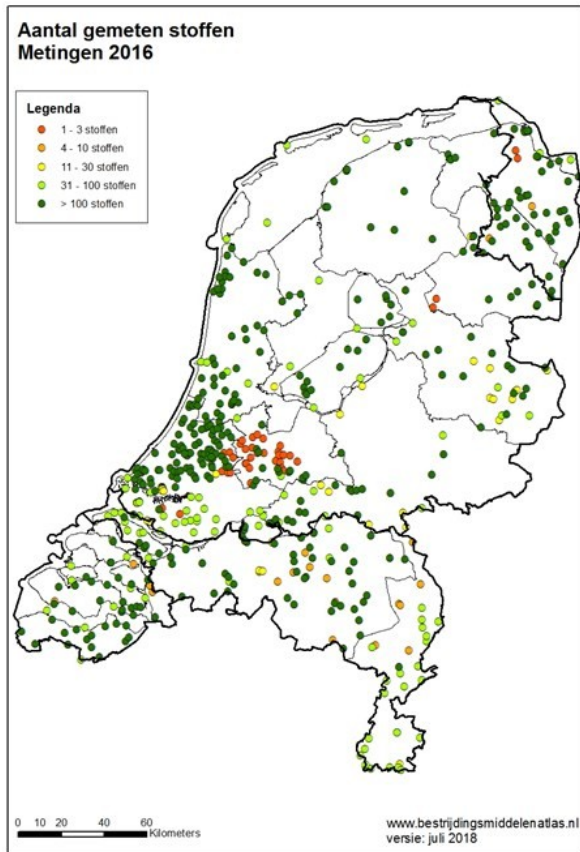 Aantal gemeten stoffen
Metingen 2016
Legenda
1 - 3 stoffen
4 - 10 stoffen
11 - 30 stoffen
31 - 100 stoffen
> 100 stoffen
0 10 20 40 60
Kilometers
www.bestrijdingsmiddelenatlas.nl
versie: juli 2018